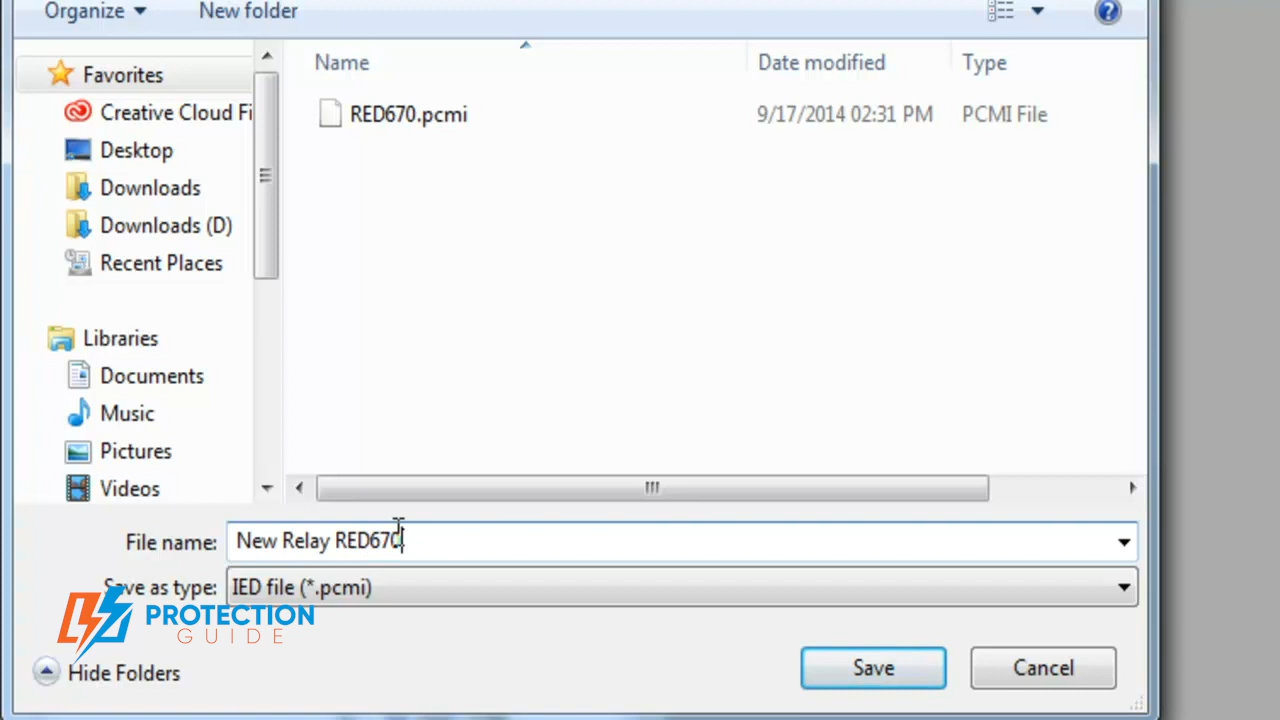 Organize New folder
Name Date modified Type
Favorites
Creative Cloud Fi
Desktop
Downloads
Downloads (D)
Recent Places
Libraries
Documents
Music
Pictures
Videos
RED670.pcmi 9/17/2014 02:31 PM PCMI File
File name: New Relay RED670
Save as type: IED file (*.pcmi)
PROTECTION
GUIDE
Hide Folders Save Cancel